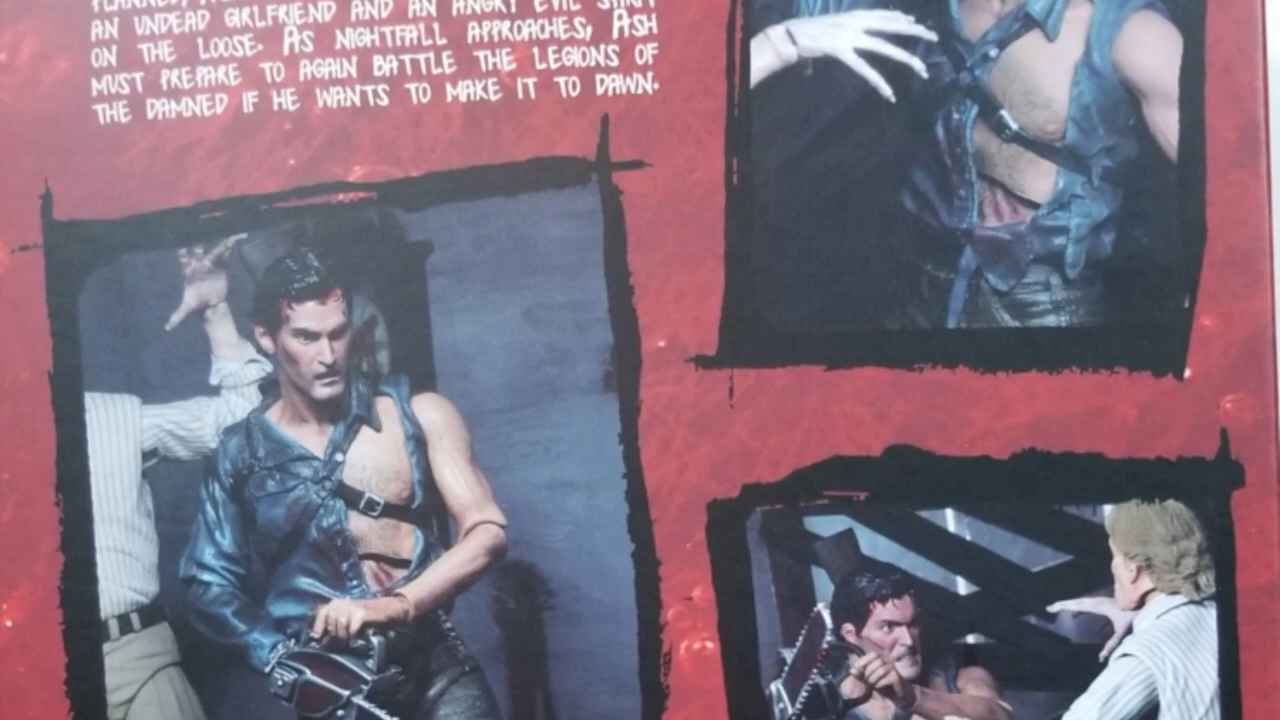 AN UNDEAD GIRLFRIEND AND AN ANGRY EVIL SPIRIT
ON THE LOOSE. AS NIGHTFALL APPROACHES, ASH
MUST PREPARE TO AGAIN BATTLE THE LEGIONS OF
THE DAMNED IF HE WANTS TO MAKE IT TO DAWN.